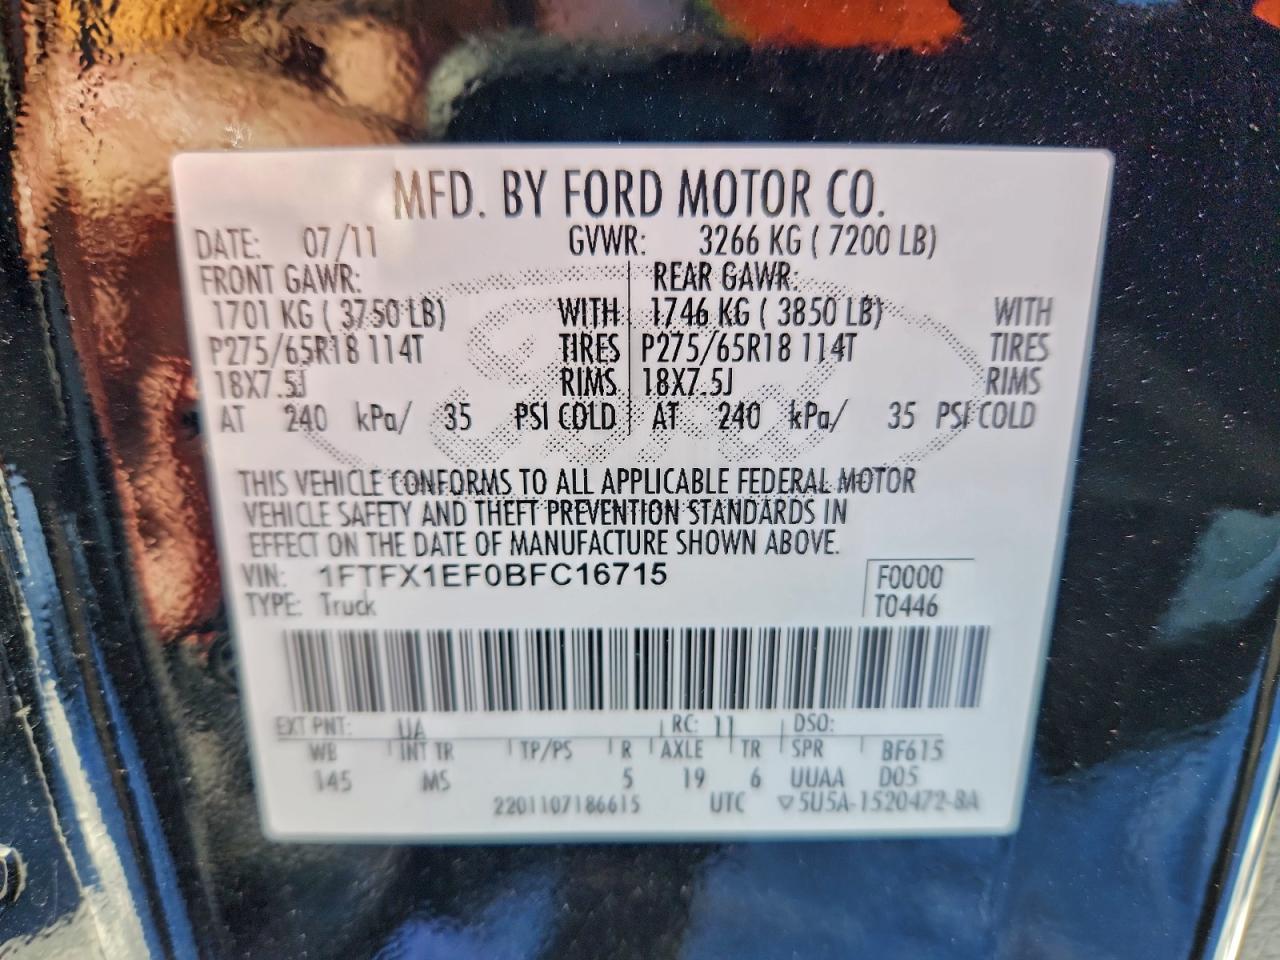 MFD. BY FORD MOTOR CO.
DATE: 07/11 GVWR: 3266 KG ( 7200 LB)
FRONT GAWR: REAR GAWR:
1701 KG ( 3750 LB) WITH 1746 KG ( 3850 LB) WITH
P275/65R18 114T TIRES P275/65R18 114T TIRES
18X7.5J RIMS 18X7.5J RIMS
AT 240 kPa/ 35 PSI COLD AT 240 kPa/ 35 PSI COLD
THIS VEHICLE CONFORMS TO ALL APPLICABLE FEDERAL MOTOR
VEHICLE SAFETY AND THEFT PREVENTION STANDARDS IN
EFFECT ON THE DATE OF MANUFACTURE SHOWN ABOVE.
VIN: 1FTFX1EF0BFC16715 F0000
TYPE: Truck T0446
EXT PNT: UA RC: 11 DSO:
WB INT TR TP/PS R AXLE TR SPR BF615
145 MS 5 19 6 UUAA D05
2201107186615 UTC ▽5U5A-1520472-BA